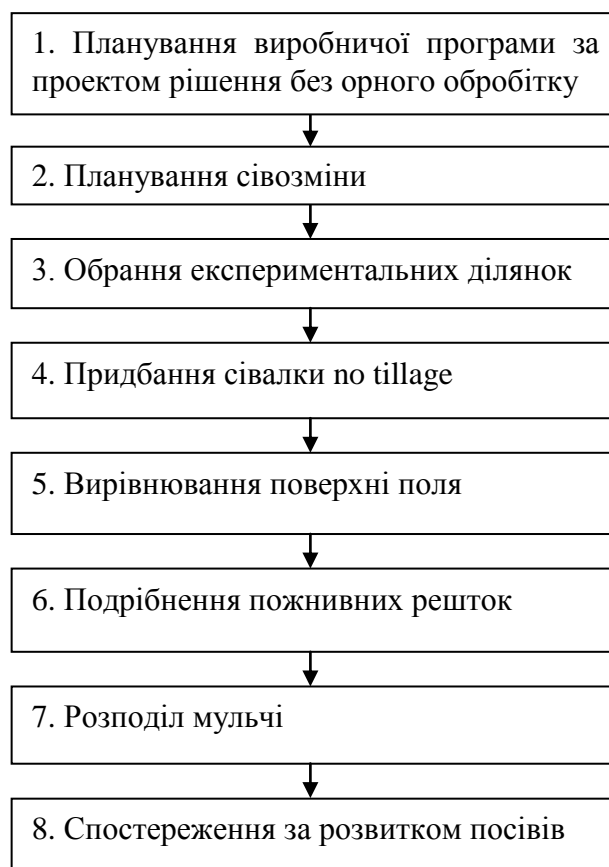 1. Планування виробничої програми за
проектом рішення без орного обробітку
2. Планування сівозміни
3. Обрання експериментальних ділянок
4. Придбання сівалки no tillage
5. Вирівнювання поверхні поля
6. Подрібнення пожнивних решток
7. Розподіл мульчі
8. Спостереження за розвитком посівів